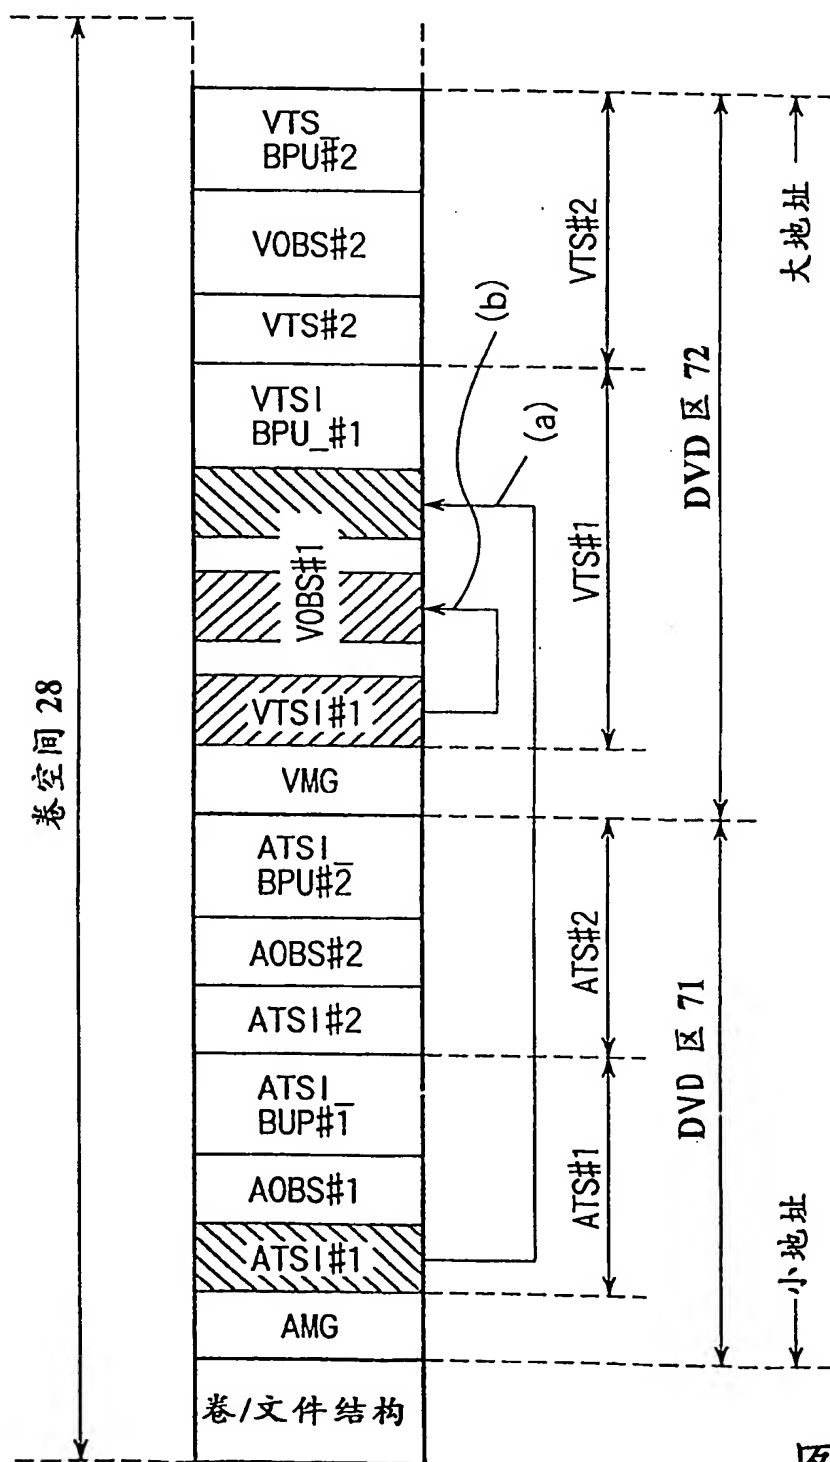 VTS_
BPU#2
VOBS#2
VTS#2
VTSI
BPU_#1
VOBS#1
VTSI#1
VMG
ATSI_
BPU#2
AOBS#2
ATSI#2
ATSI_
BUP#1
AOBS#1
ATSI#1
AMG
卷/文件结构
卷空间 28
(b)
(a)
VTS#2
VTS#1
ATS#2
ATS#1
DVD 区 72
DVD 区 71
大地址
小地址